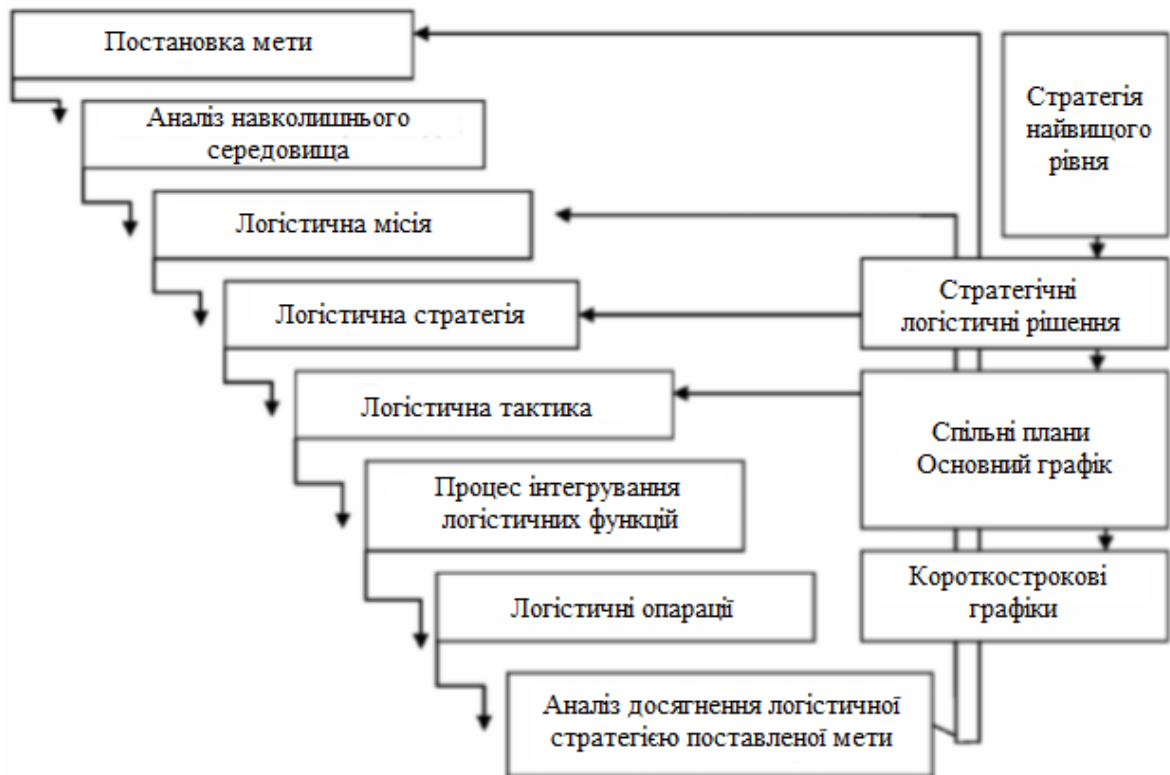 Постановка мети
Аналіз навколишнього
середовища
Логістична місія
Логістична стратегія
Логістична тактика
Процес інтегрування
логістичних функцій
Логістичні опарації
Аналіз досягнення логістичної
стратегією поставленої мети
Стратегія
найвищого
рівня
Стратегічні
логістичні рішення
Спільні плани
Основний графік
Короткострокові
графіки